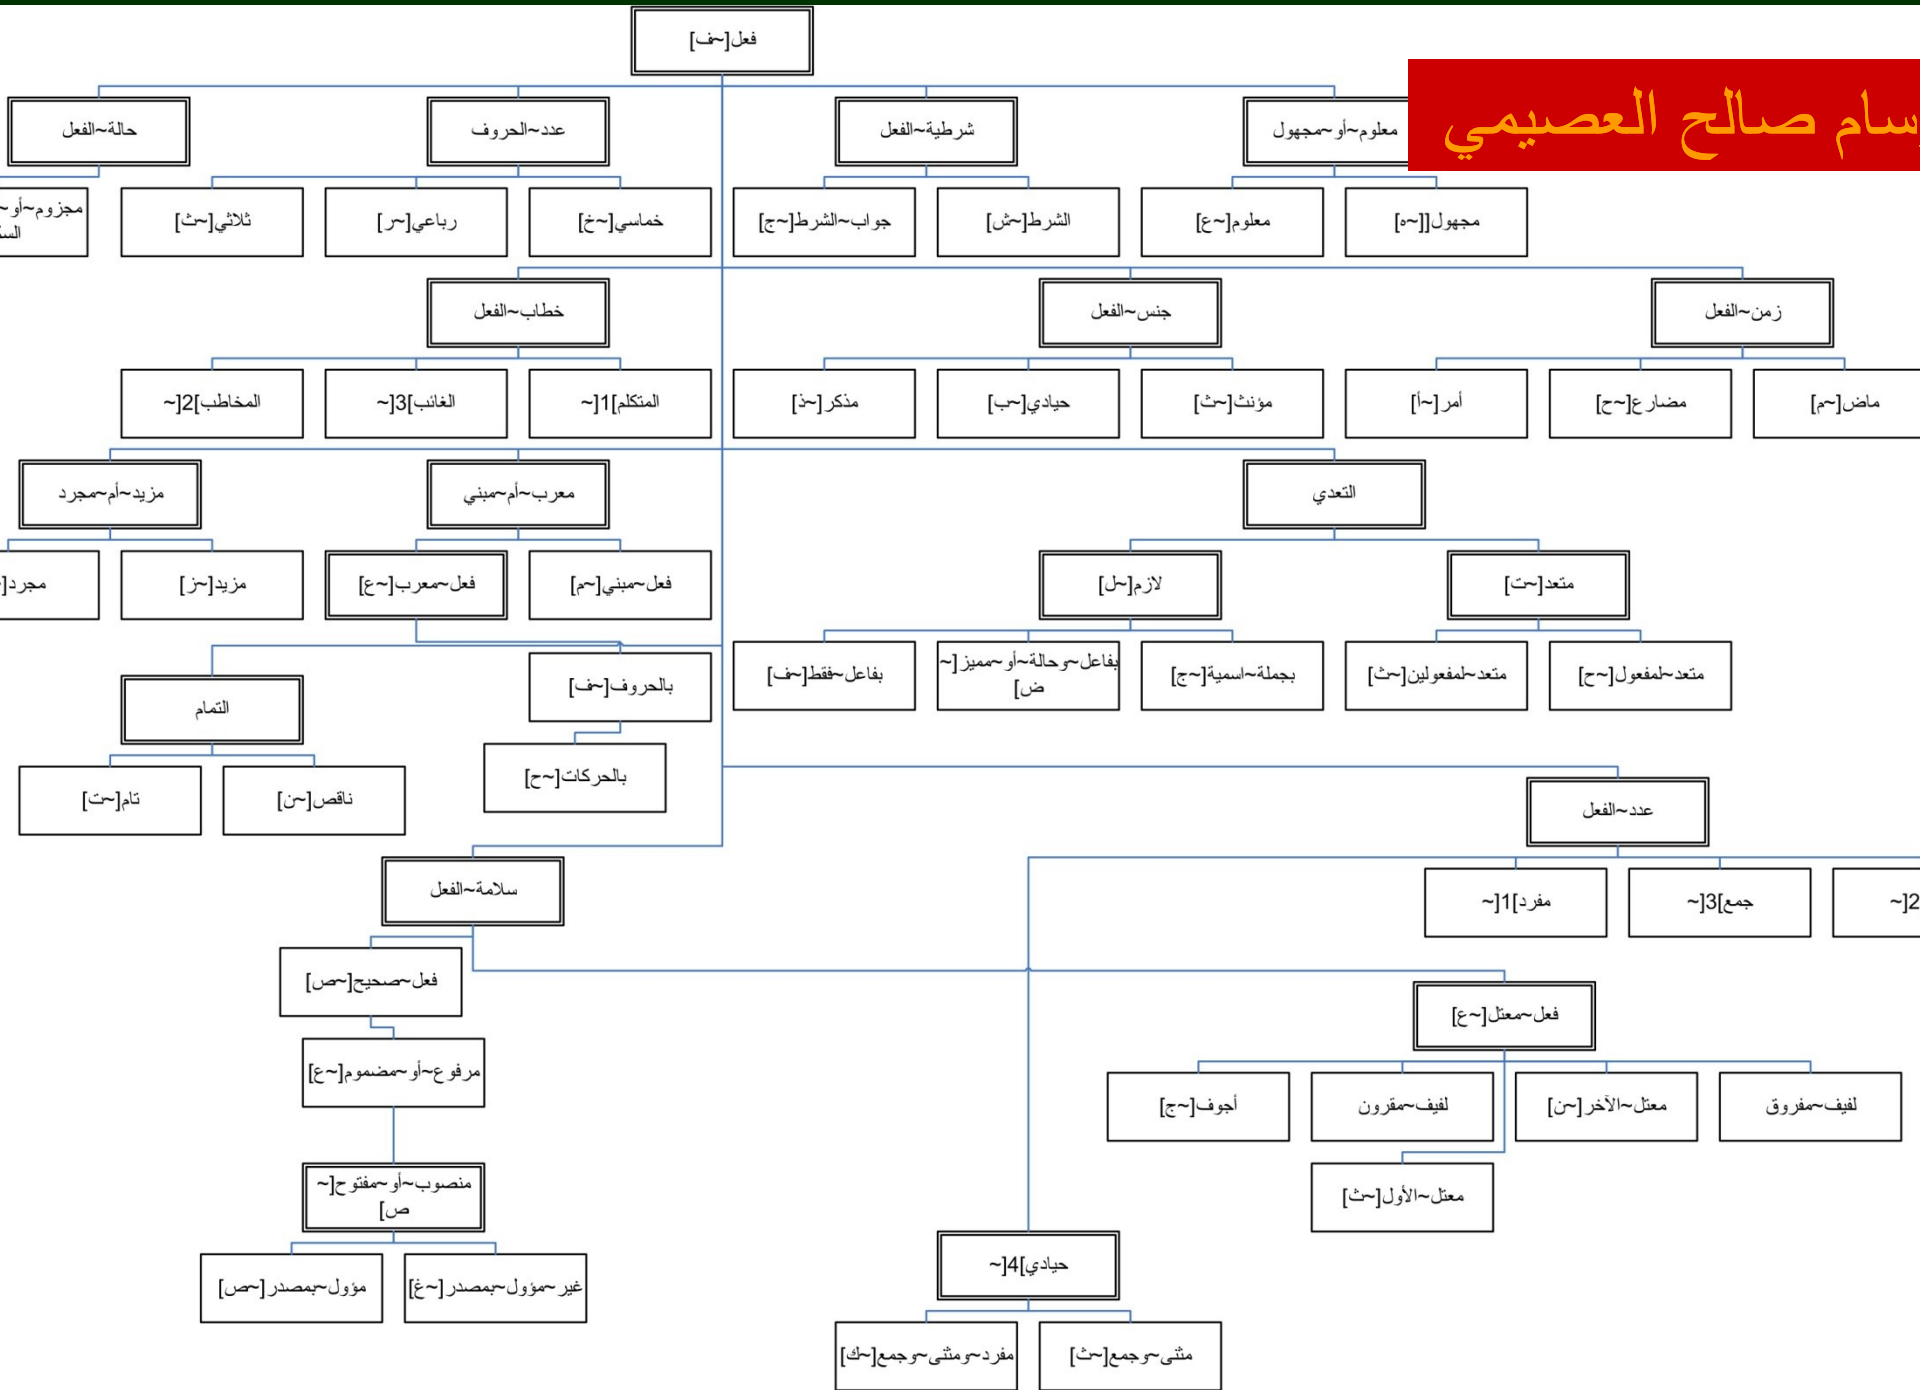 فعل[~ف]
سام صالح العصيمي
معلوم~أو~مجهول
شرطية~الفعل
عدد~الحروف
حالة~الفعل
مجهول[[~ه]
معلوم[~ع]
الشرط[~ش]
جواب~الشرط[~ج]
خماسي[~خ]
رباعي[~ر]
ثلاثي[~ث]
مجزوم~أو~
زمن~الفعل
جنس~الفعل
خطاب~الفعل
ماض[~م]
مضارع[~ح]
أمر[~أ]
مؤنث[~ث]
حيادي[~ب]
مذكر[~ذ]
المتكلم]1[~
الغائب]3[~
المخاطب]2[~
التعدي
معرب~أم~مبني
مزيد~أم~مجرد
متعد[~ت]
لازم[~ل]
فعل~مبني[~م]
فعل~معرب[~ع]
مزيد[~ز]
مجرد[~
متعد~لمفعول[~ح]
متعد~لمفعولين[~ث]
بجملة~اسمية[~ج]
بفاعل~وحالة~أو~مميز[~
ض]
بفاعل~فقط[~ف]
بالحروف[~ف]
التمام
بالحركات[~ح]
ناقص[~ن]
تام[~ت]
عدد~الفعل
سلامة~الفعل
2[~
جمع]3[~
مفرد]1[~
فعل~صحيح[~ص]
فعل~معتل[~ع]
مرفوع~أو~مضموم[~ع]
لفيف~مفروق
معتل~الآخر[~ن]
لفيف~مقرون
أجوف[~ج]
معتل~الأول[~ث]
منصوب~أو~مفتوح[~
ص]
حيادي]4[~
غير~مؤول~بمصدر[~غ]
مؤول~بمصدر[~ص]
مثنى~وجمع[~ث]
مفرد~ومثنى~وجمع[~ك]